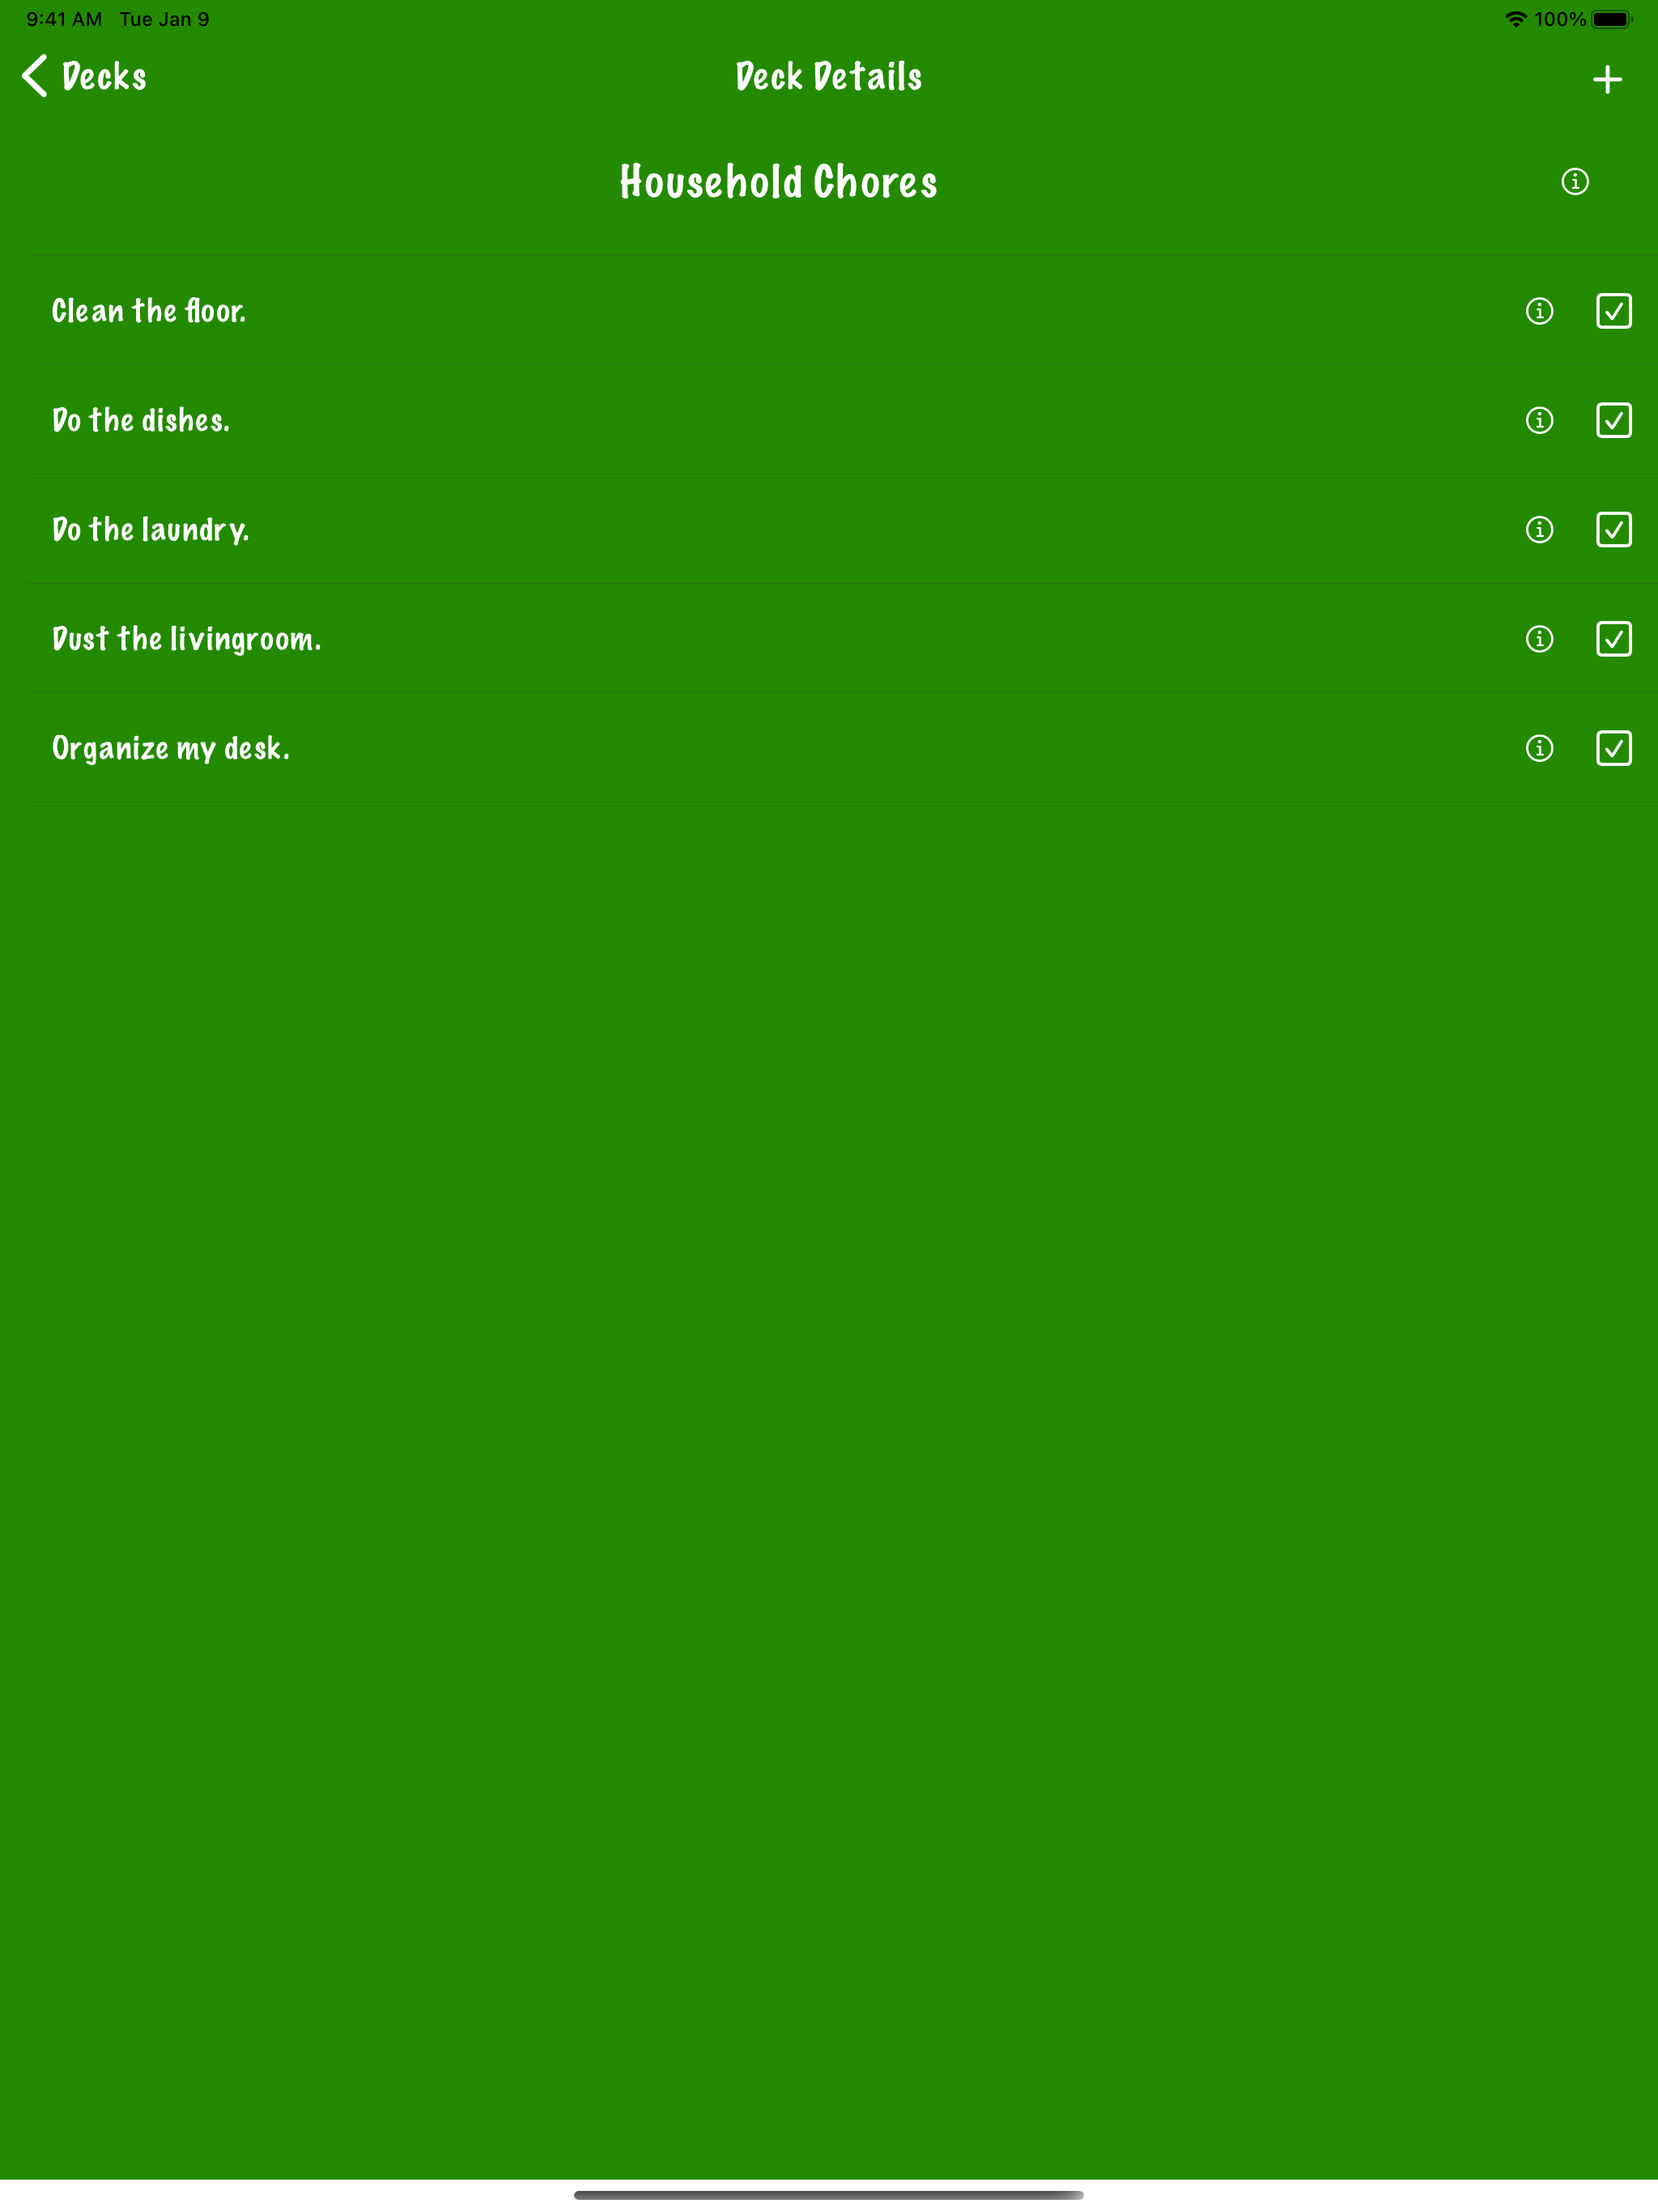 9:41 AM Tue Jan 9 100%
Decks Deck Details
Household Chores
Clean the floor.
Do the dishes.
Do the laundry.
Dust the livingroom.
Organize my desk.